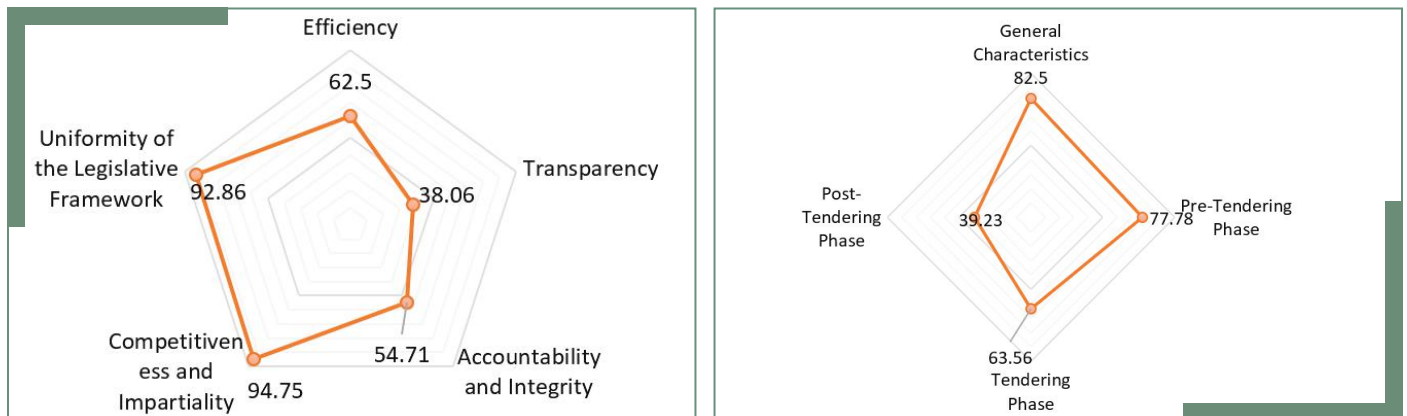 Efficiency
62.5
Uniformity of
the Legislative
Framework
92.86
Transparency
38.06
Competitiven
ess and
Impartiality
94.75
54.71
Accountability
and Integrity
General
Characteristics
82.5
Post-
Tendering
Phase
39.23
77.78
Pre-Tendering
Phase
63.56
Tendering
Phase